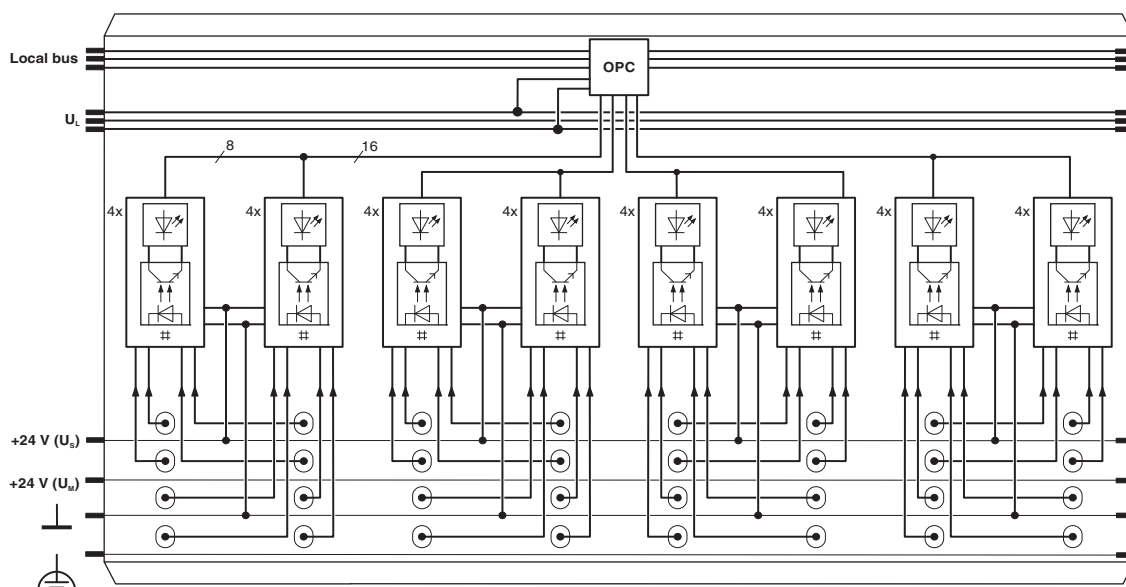 Local bus
OPC
U_L
8 16
4x 4x 4x 4x 4x 4x 4x 4x
# # # # # # # #
+24 V (U_S)
+24 V (U_M)